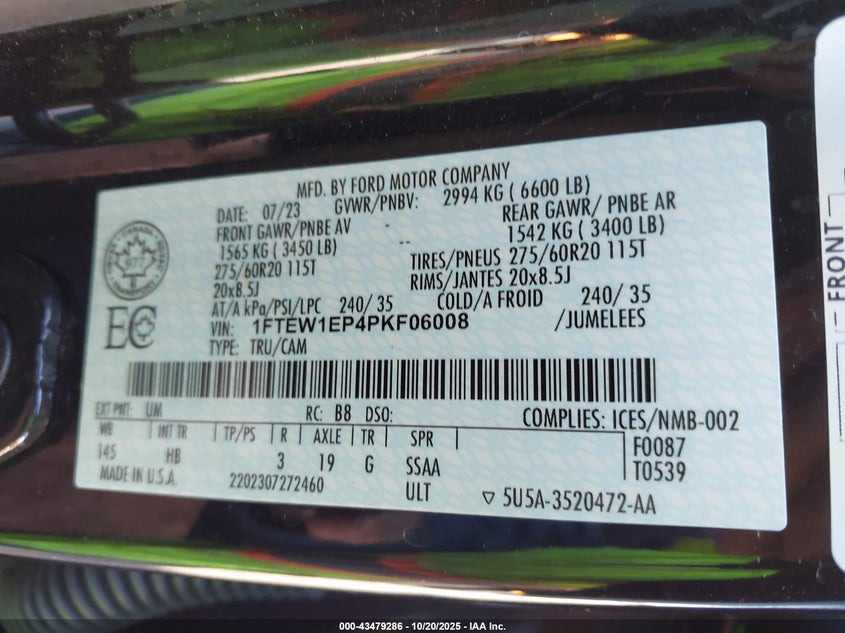 MFD. BY FORD MOTOR COMPANY
DATE: 07/23 GVWR/PNBV: 2994 KG ( 6600 LB)
FRONT GAWR/PNBE AV REAR GAWR/ PNBE AR
1565 KG ( 3450 LB) -- 1542 KG ( 3400 LB)
275/60R20 115T TIRES/PNEUS 275/60R20 115T
20x8.5J RIMS/JANTES 20x8.5J
AT/A kPa/PSI/LPC 240/ 35 COLD/A FROID 240/ 35
VIN: 1FTEW1EP4PKF06008 /JUMELEES
TYPE: TRU/CAM
EC
EXT PNT: UM RC: B8 DSO: COMPLIES: ICES/NMB-002
WB INT TR TP/PS R AXLE TR SPR F0087
145 HB 3 19 G SSAA T0539
MADE IN U.S.A. 2202307272460 ULT ▽ 5U5A-3520472-AA
FRONT
000-43479286 - 10/20/2025 - IAA Inc.